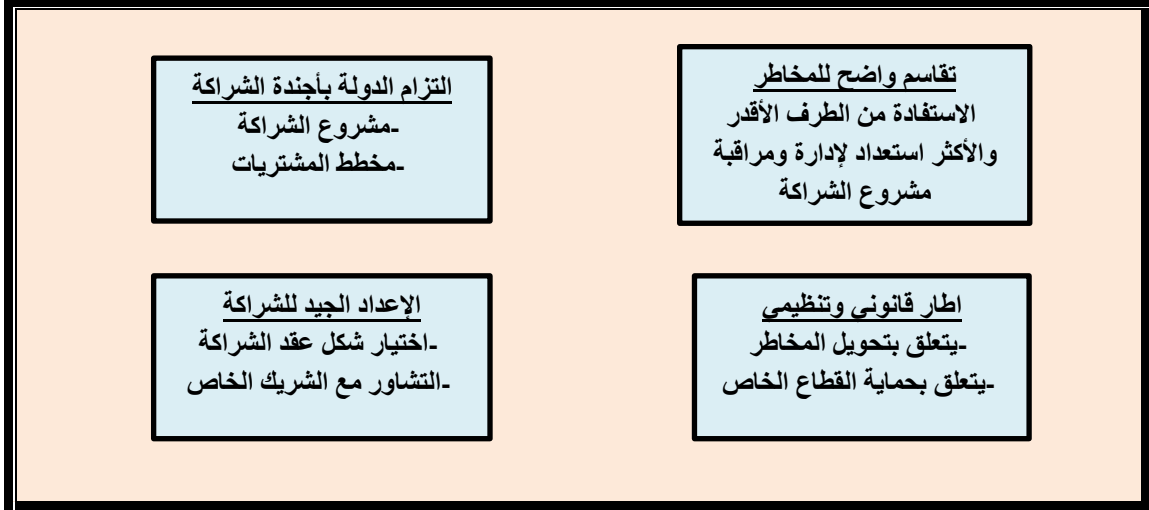 تقاسم واضح للمخاطر
الاستفادة من الطرف الأقدر
والأكثر استعداد لإدارة ومراقبة
مشروع الشراكة
التزام الدولة بأجندة الشراكة
-مشروع الشراكة
-مخطط المشتريات
اطار قانوني وتنظيمي
-يتعلق بتحويل المخاطر
-يتعلق بحماية القطاع الخاص
الإعداد الجيد للشراكة
-اختيار شكل عقد الشراكة
-التشاور مع الشريك الخاص